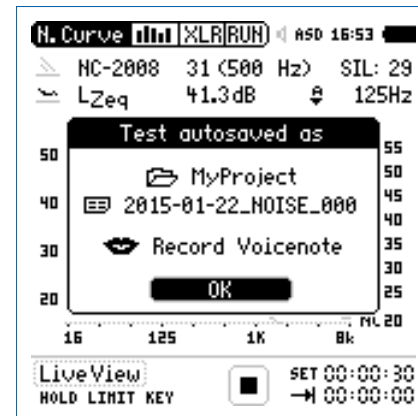 N. Curve XLR RUN ASD 16:53
NC-2008 31 (500 Hz) SIL: 29
LZeq 41.3dB 125Hz
Test autosaved as
MyProject
2015-01-22_NOISE_000
Record Voicenote
OK
50
40
30
20
55
50
45
40
35
30
25
NC 20
16 125 1K 8k
LiveView
HOLD LIMIT KEY
SET 00:00:30
00:00:00